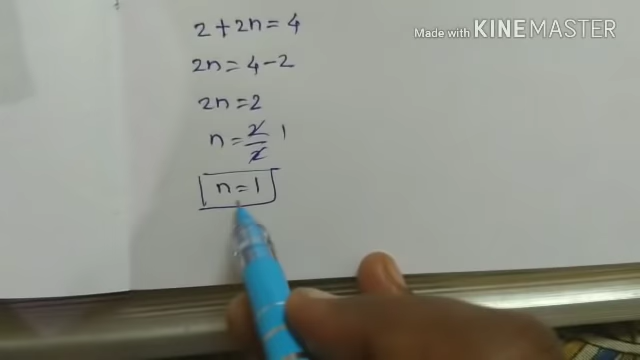 2+2n=4
Made with KINEMASTER
2n=4-2
2n=2
n=2/2 1
n=1